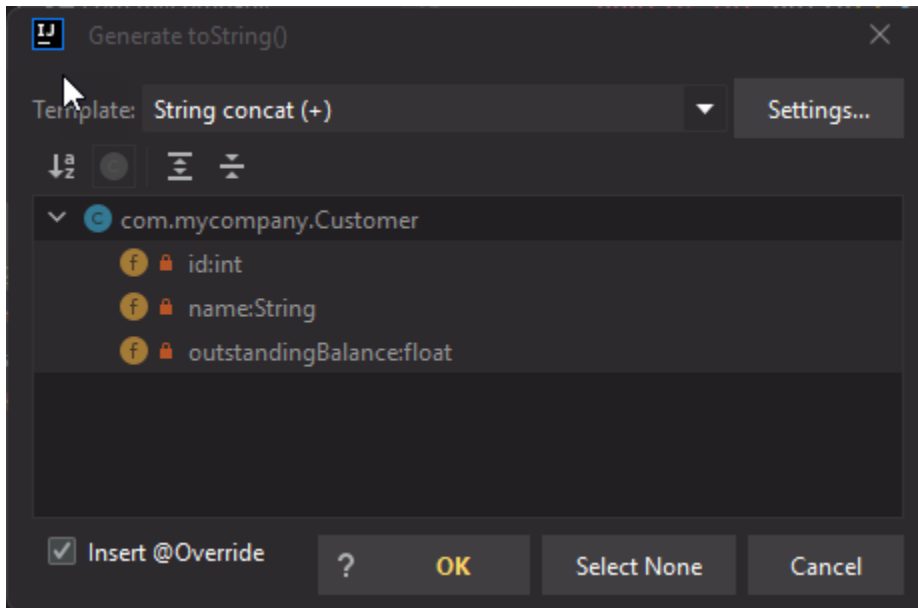 IJ
Generate toString()
Template: String concat (+) Settings...
com.mycompany.Customer
id:int
name:String
outstandingBalance:float
Insert @Override ? OK Select None Cancel